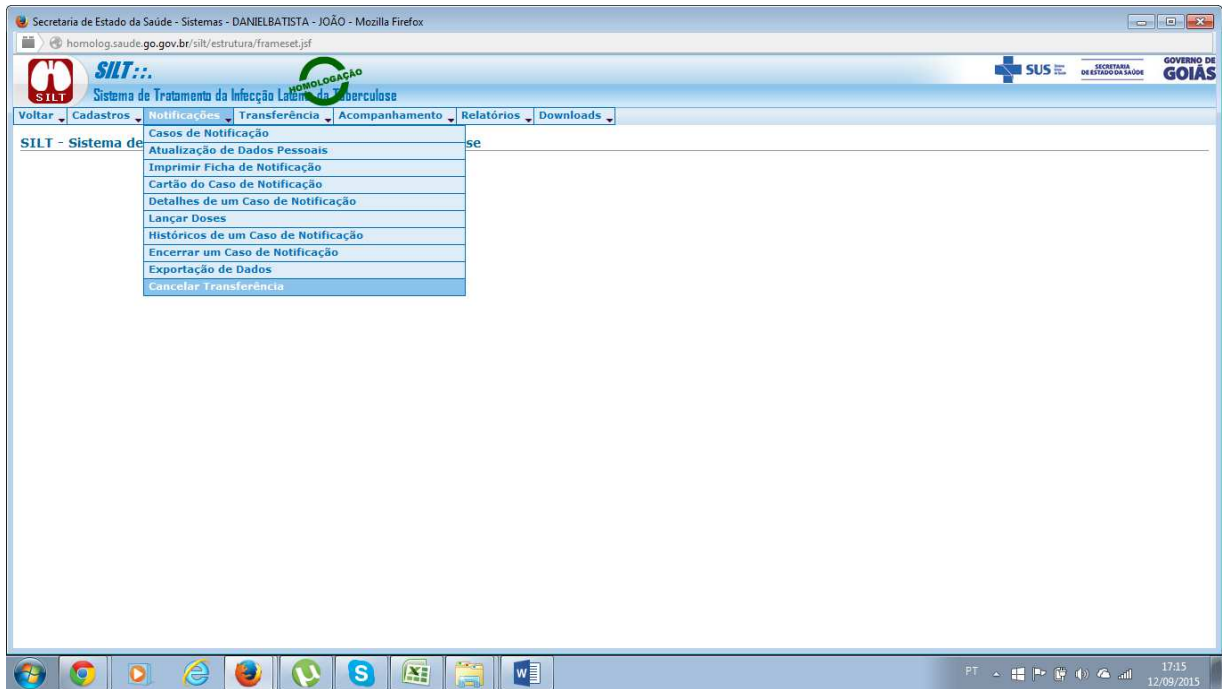 Secretaria de Estado da Saúde - Sistemas - DANIELBATISTA - JOÃO - Mozilla Firefox
homolog.saude.go.gov.br/silt/estrutura/frameset.jsf
SILT
SILT::.
Sistema de Tratamento da Infecção Latente da Tuberculose
HOMOLOGAÇÃO
SUS
SECRETARIA
DE ESTADO DA SAÚDE
GOVERNO DE
GOIÁS
Voltar Cadastros Notificações Transferência Acompanhamento Relatórios Downloads
SILT - Sistema de
se
Casos de Notificação
Atualização de Dados Pessoais
Imprimir Ficha de Notificação
Cartão do Caso de Notificação
Detalhes de um Caso de Notificação
Lançar Doses
Históricos de um Caso de Notificação
Encerrar um Caso de Notificação
Exportação de Dados
Cancelar Transferência
PT
17:15
12/09/2015